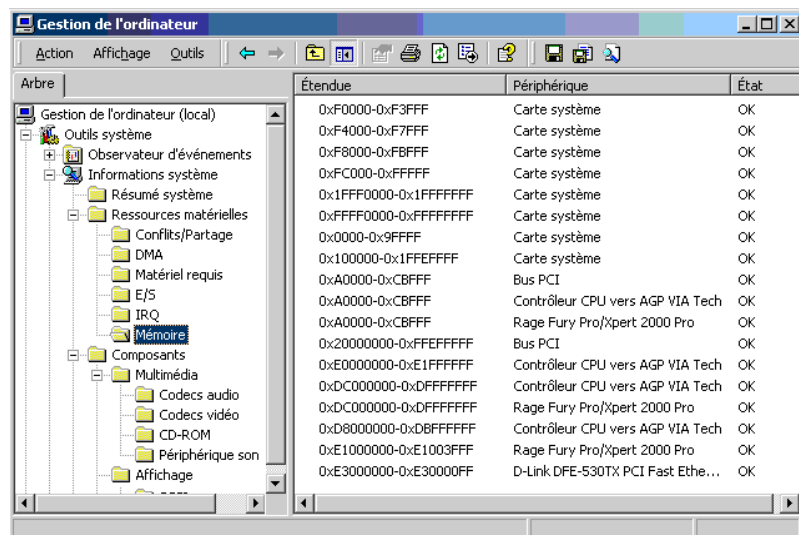 Gestion de l'ordinateur
Action Affichage Outils
Arbre
Gestion de l'ordinateur (local)
Outils système
Observateur d'événements
Informations système
Résumé système
Ressources matérielles
Conflits/Partage
DMA
Matériel requis
E/S
IRQ
Mémoire
Composants
Multimédia
Codecs audio
Codecs vidéo
CD-ROM
Périphérique son
Affichage
Étendue Périphérique État
0xF0000-0xF3FFF Carte système OK
0xF4000-0xF7FFF Carte système OK
0xF8000-0xFBFFF Carte système OK
0xFC000-0xFFFFF Carte système OK
0x1FFF0000-0x1FFFFFFF Carte système OK
0xFFFF0000-0xFFFFFFFF Carte système OK
0x0000-0x9FFFF Carte système OK
0x100000-0x1FFEFFFF Carte système OK
0xA0000-0xCBFFF Bus PCI OK
0xA0000-0xCBFFF Contrôleur CPU vers AGP VIA Tech OK
0xA0000-0xCBFFF Rage Fury Pro/Xpert 2000 Pro OK
0x20000000-0xFFEFFFFF Bus PCI OK
0xE0000000-0xE1FFFFFF Contrôleur CPU vers AGP VIA Tech OK
0xDC000000-0xDFFFFFFF Contrôleur CPU vers AGP VIA Tech OK
0xDC000000-0xDFFFFFFF Rage Fury Pro/Xpert 2000 Pro OK
0xD8000000-0xDBFFFFFF Contrôleur CPU vers AGP VIA Tech OK
0xE1000000-0xE1003FFF Rage Fury Pro/Xpert 2000 Pro OK
0xE3000000-0xE30000FF D-Link DFE-530TX PCI Fast Ethe... OK